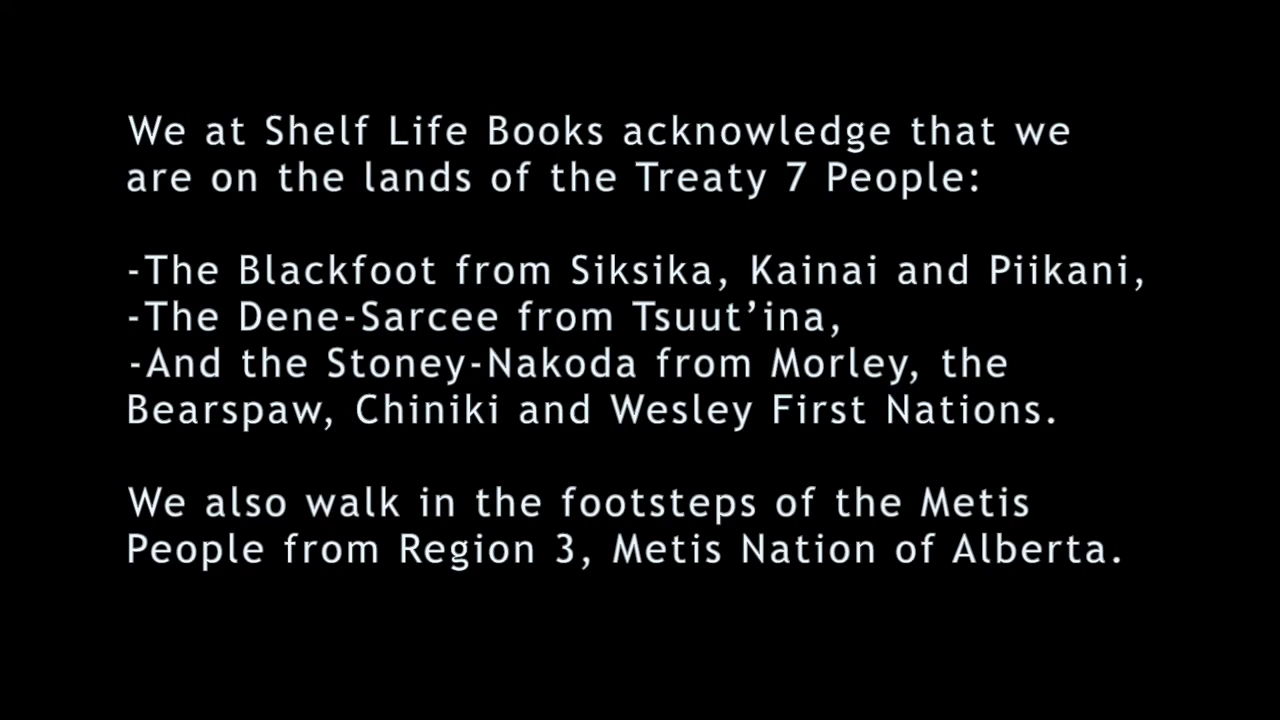 We at Shelf Life Books acknowledge that we
are on the lands of the Treaty 7 People:
-The Blackfoot from Siksika, Kainai and Piikani,
-The Dene-Sarcee from Tsuut’ina,
-And the Stoney-Nakoda from Morley, the
Bearspaw, Chiniki and Wesley First Nations.
We also walk in the footsteps of the Metis
People from Region 3, Metis Nation of Alberta.